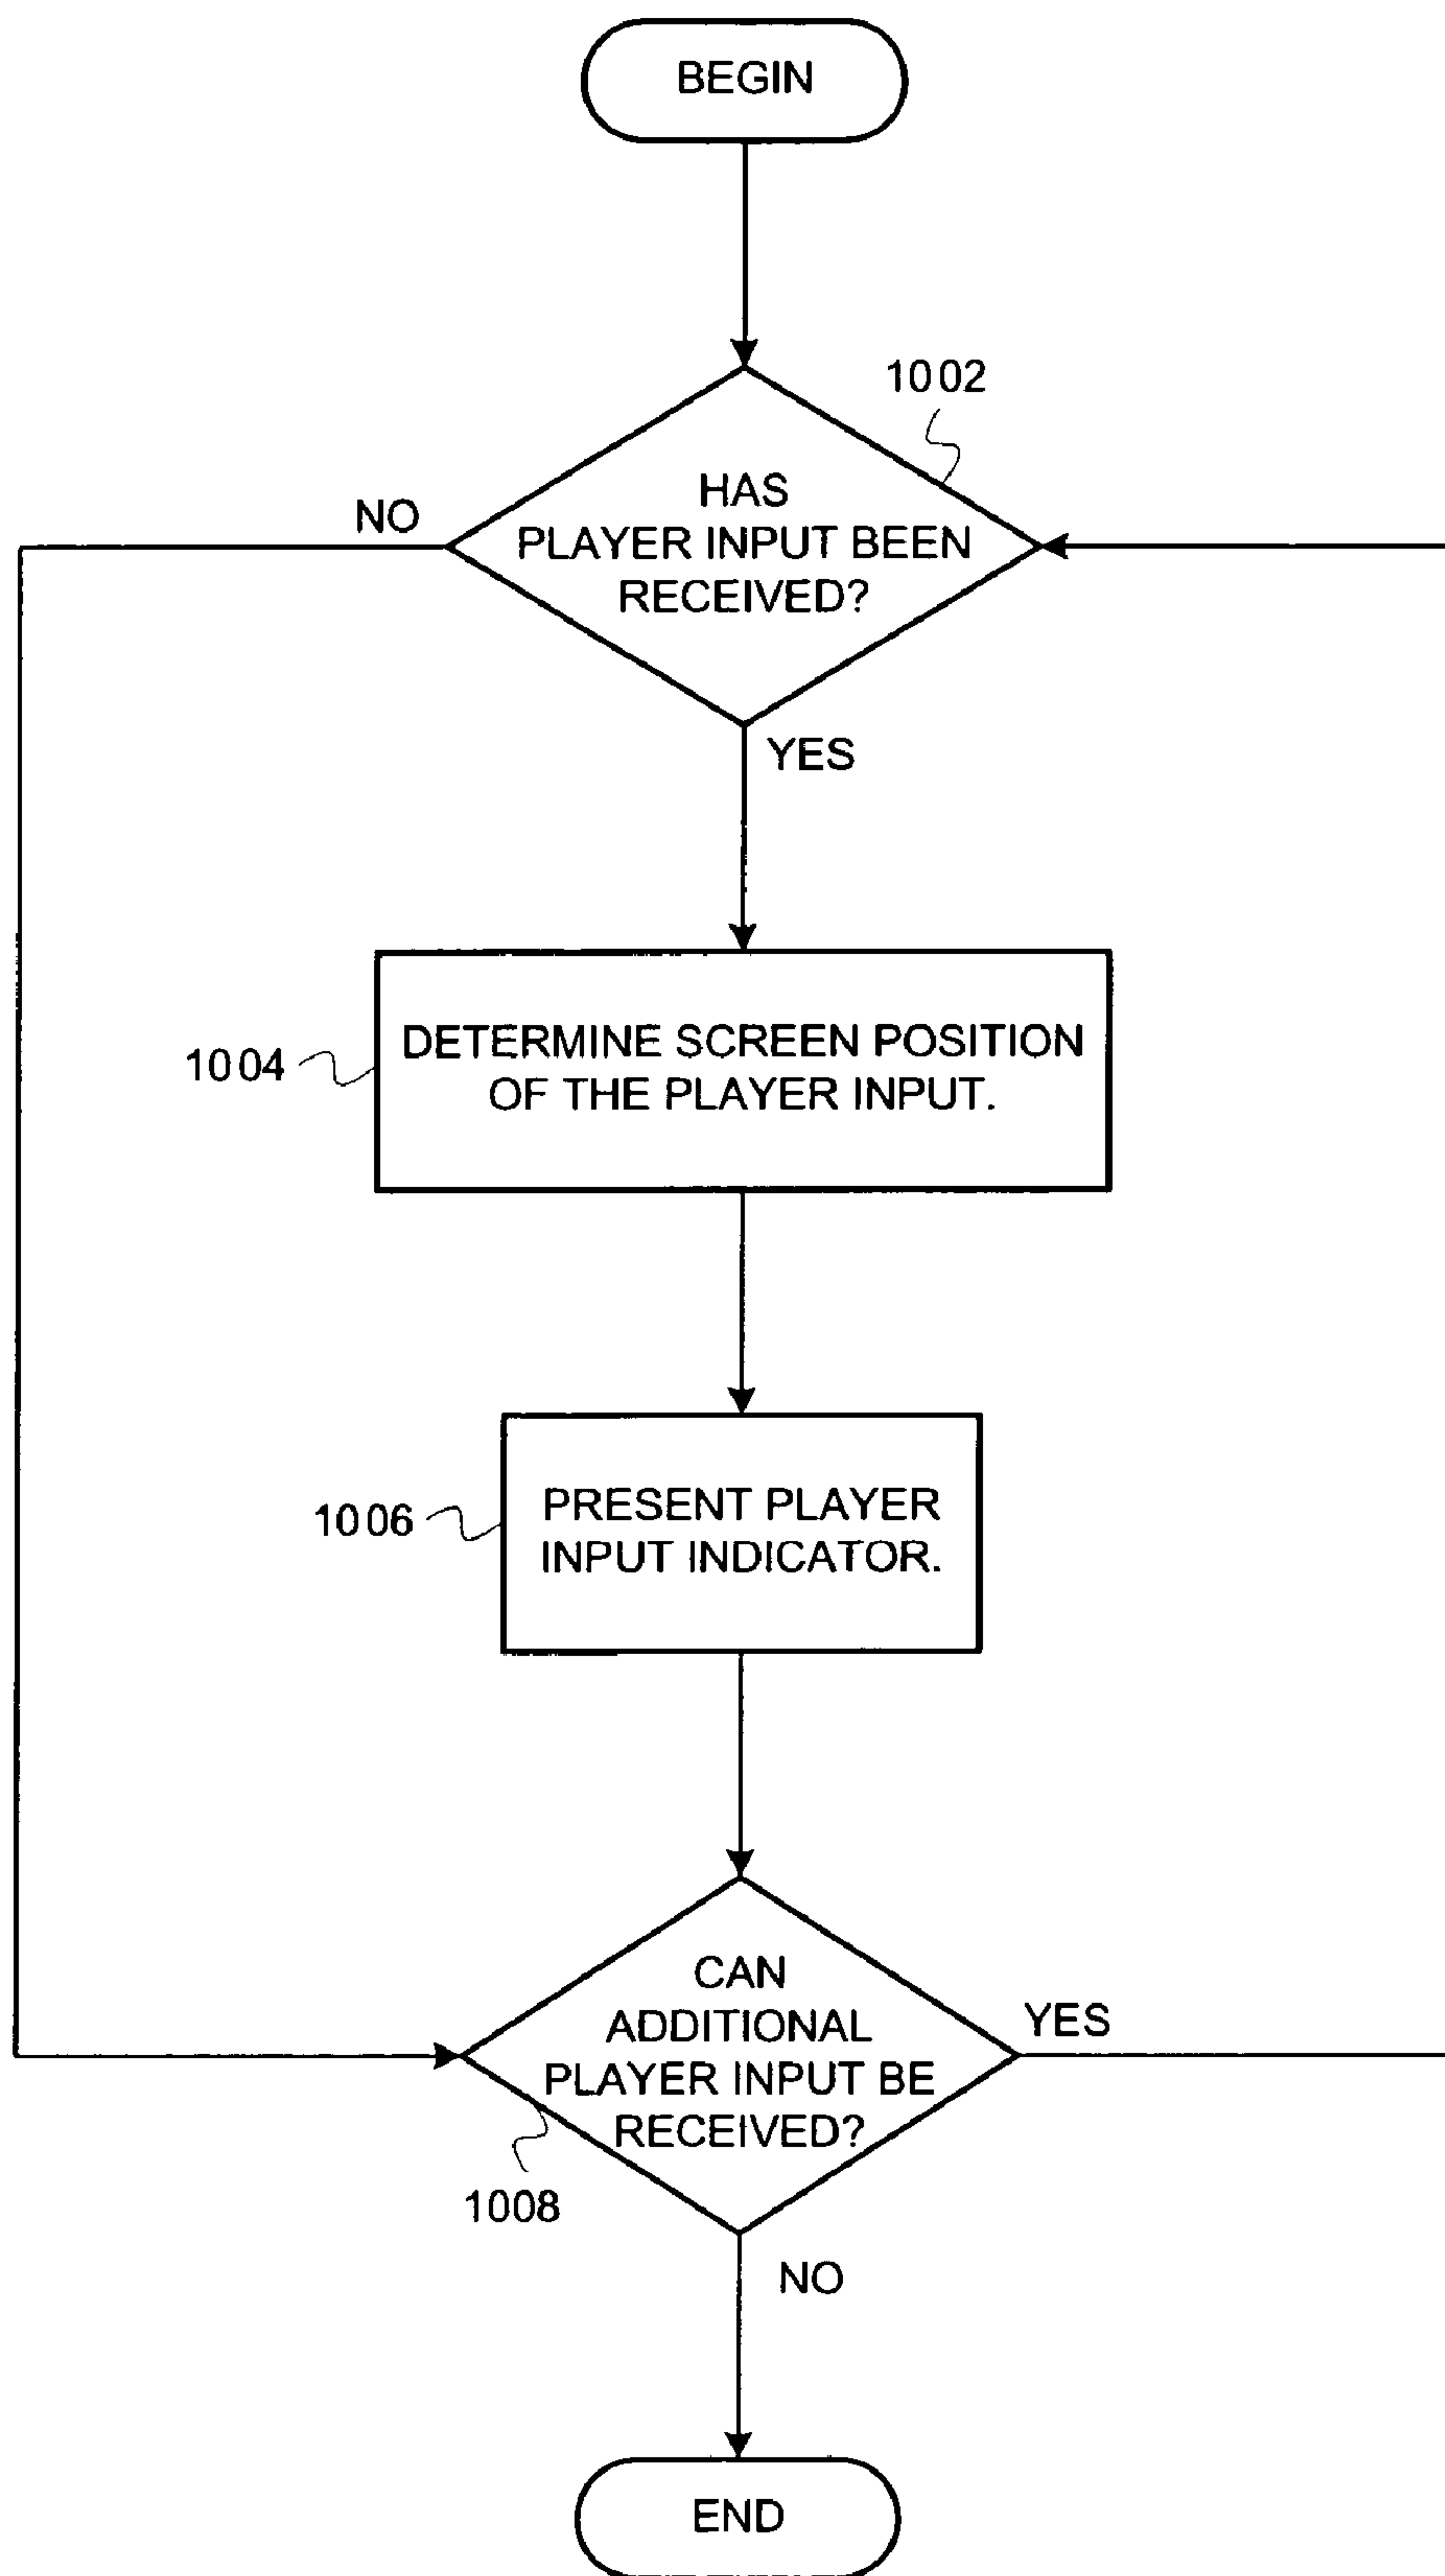 BEGIN
1002
HAS
PLAYER INPUT BEEN
RECEIVED?
NO
YES
1004
DETERMINE SCREEN POSITION
OF THE PLAYER INPUT.
1006
PRESENT PLAYER
INPUT INDICATOR.
CAN
ADDITIONAL
PLAYER INPUT BE
RECEIVED?
YES
1008
NO
END